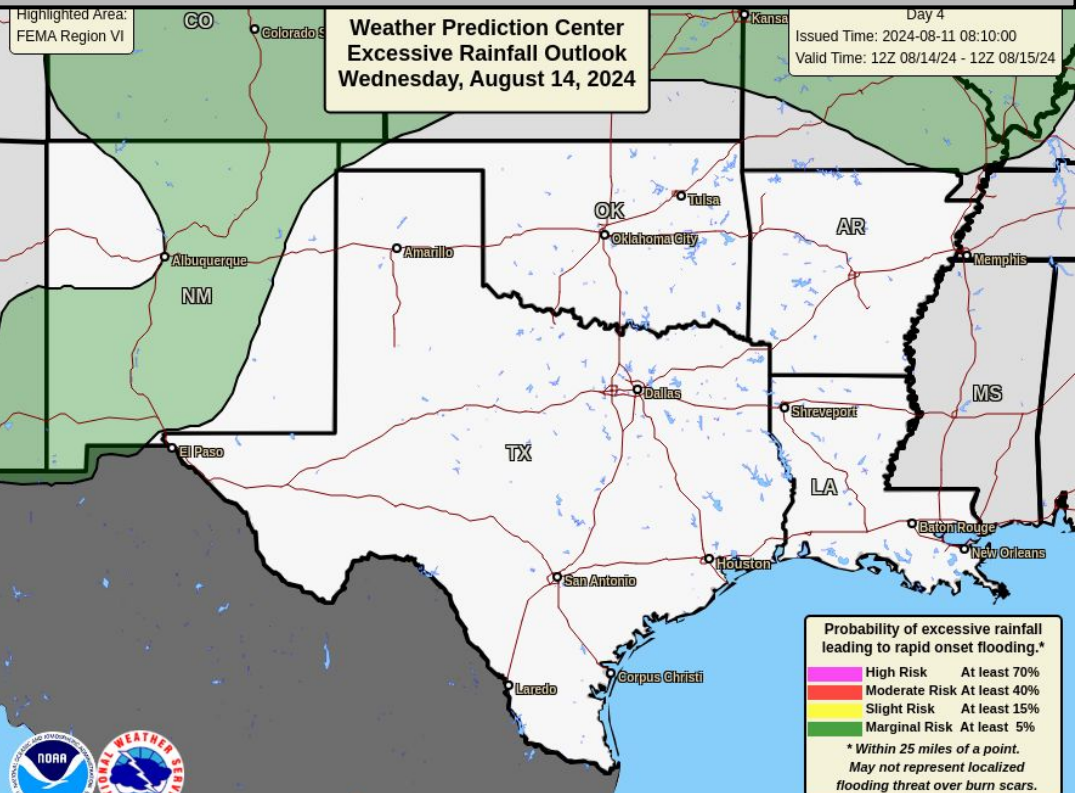 Highlighted Area:
FEMA Region VI
Weather Prediction Center
Excessive Rainfall Outlook
Wednesday, August 14, 2024
Day 4
Issued Time: 2024-08-11 08:10:00
Valid Time: 12Z 08/14/24 - 12Z 08/15/24
CO
Colorado S
Kansa
Tulsa
OK
Oklahoma City
AR
Amarillo
Albuquerque
Memphis
NM
Dallas
MS
Shreveport
El Paso
TX
LA
Baton Rouge
New Orleans
Houston
San Antonio
Corpus Christi
Laredo
Probability of excessive rainfall
leading to rapid onset flooding.*
High Risk At least 70%
Moderate Risk At least 40%
Slight Risk At least 15%
Marginal Risk At least 5%
* Within 25 miles of a point.
May not represent localized
flooding threat over burn scars.
NOAA